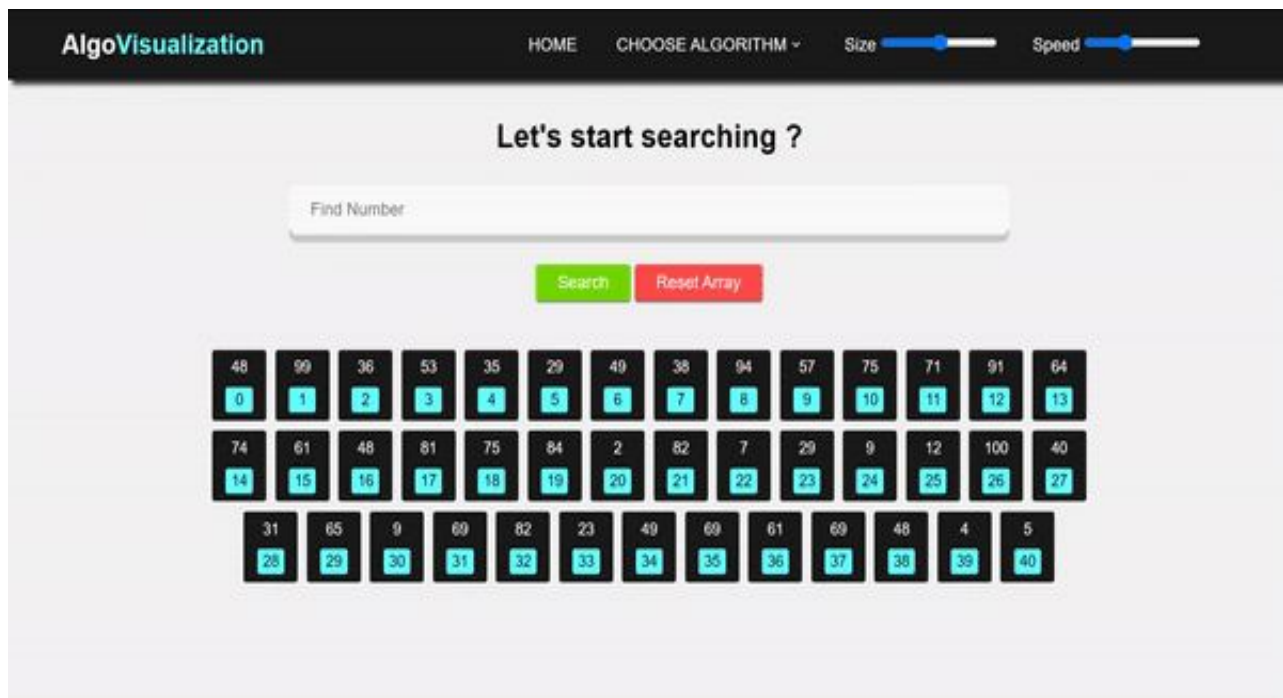 AlgoVisualization HOME CHOOSE ALGORITHM Size Speed
Let's start searching ?
Find Number
Search Reset Array
48 99 36 53 35 29 49 38 94 57 75 71 91 64
0 1 2 3 4 5 6 7 8 9 10 11 12 13
74 61 48 81 75 84 2 82 7 29 9 12 100 40
14 15 16 17 18 19 20 21 22 23 24 25 26 27
31 65 9 69 82 23 49 69 61 69 48 4 5
28 29 30 31 32 33 34 35 36 37 38 39 40